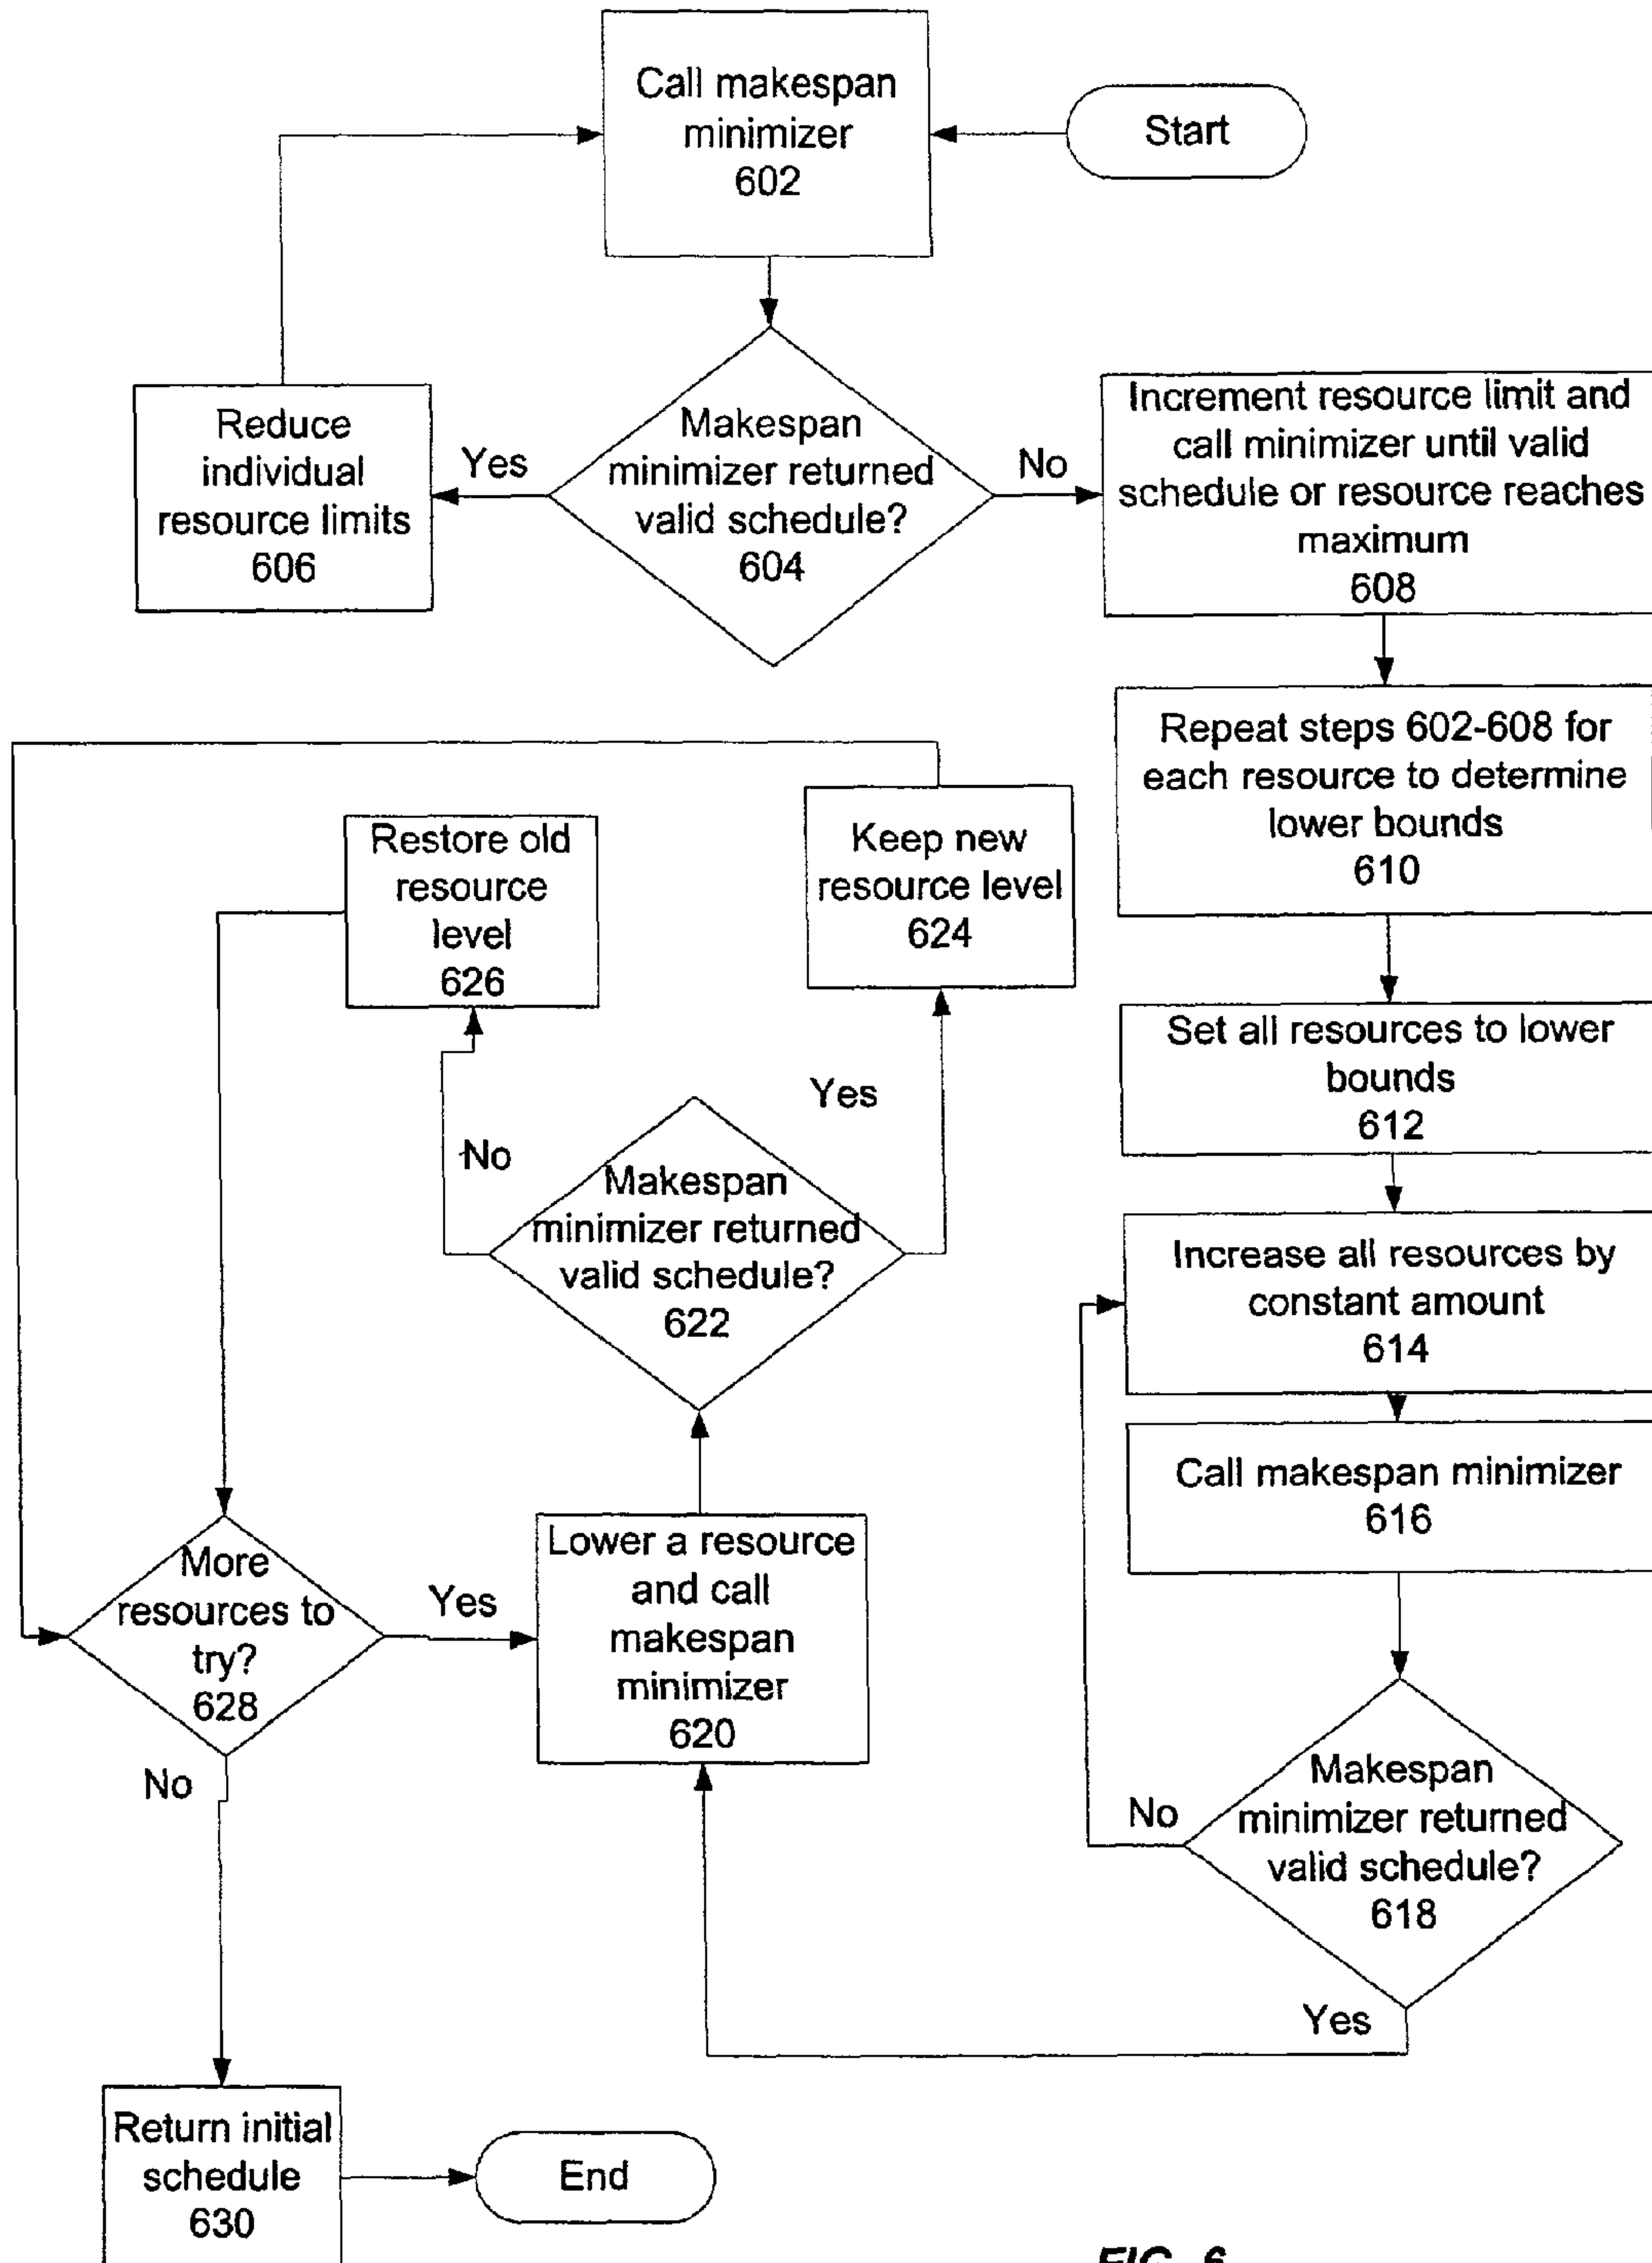 Call makespan
minimizer
602
Start
Makespan
minimizer returned
valid schedule?
604
Yes
No
Reduce
individual
resource limits
606
Increment resource limit and
call minimizer until valid
schedule or resource reaches
maximum
608
Repeat steps 602-608 for
each resource to determine
lower bounds
610
Set all resources to lower
bounds
612
Increase all resources by
constant amount
614
Call makespan minimizer
616
Makespan
minimizer returned
valid schedule?
618
No
Yes
Lower a resource
and call
makespan
minimizer
620
Makespan
minimizer returned
valid schedule?
622
No
Yes
Keep new
resource level
624
Restore old
resource
level
626
More
resources to
try?
628
Yes
No
Return initial
schedule
630
End
FIG. 6